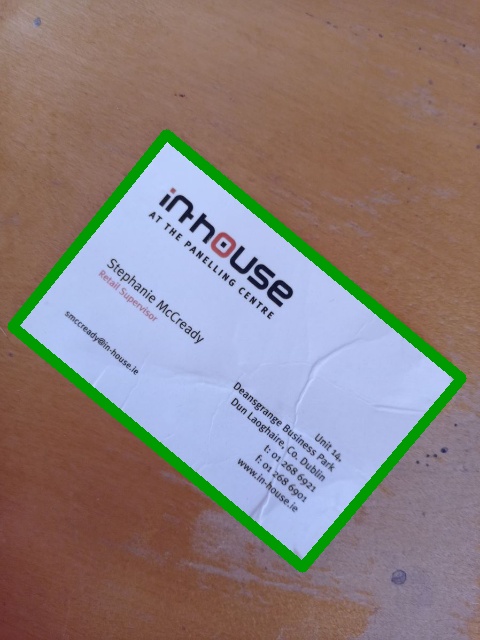 in-house
AT THE PANELLING CENTRE
Stephanie McCready
Retail Supervisor
smccready@in-house.ie
Unit 14,
Deansgrange Business Park
Dun Laoghaire, Co. Dublin
t: 01 268 6921
f: 01 268 6901
www.in-house.ie